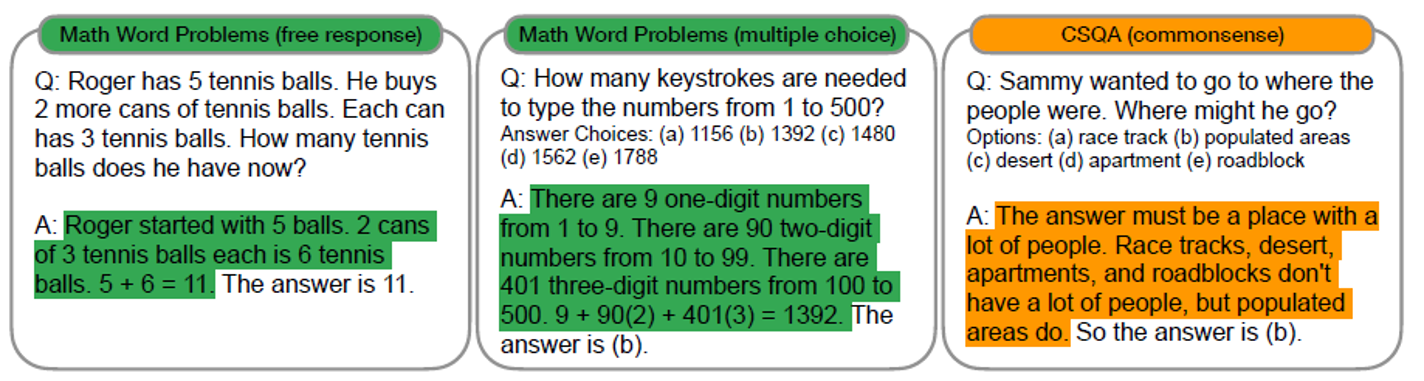 Math Word Problems (free response)
Q: Roger has 5 tennis balls. He buys
2 more cans of tennis balls. Each can
has 3 tennis balls. How many tennis
balls does he have now?
A: Roger started with 5 balls. 2 cans
of 3 tennis balls each is 6 tennis
balls. 5 + 6 = 11. The answer is 11.
Math Word Problems (multiple choice)
Q: How many keystrokes are needed
to type the numbers from 1 to 500?
Answer Choices: (a) 1156 (b) 1392 (c) 1480
(d) 1562 (e) 1788
A: There are 9 one-digit numbers
from 1 to 9. There are 90 two-digit
numbers from 10 to 99. There are
401 three-digit numbers from 100 to
500. 9 + 90(2) + 401(3) = 1392. The
answer is (b).
CSQA (commonsense)
Q: Sammy wanted to go to where the
people were. Where might he go?
Options: (a) race track (b) populated areas
(c) desert (d) apartment (e) roadblock
A: The answer must be a place with a
lot of people. Race tracks, desert,
apartments, and roadblocks don't
have a lot of people, but populated
areas do. So the answer is (b).